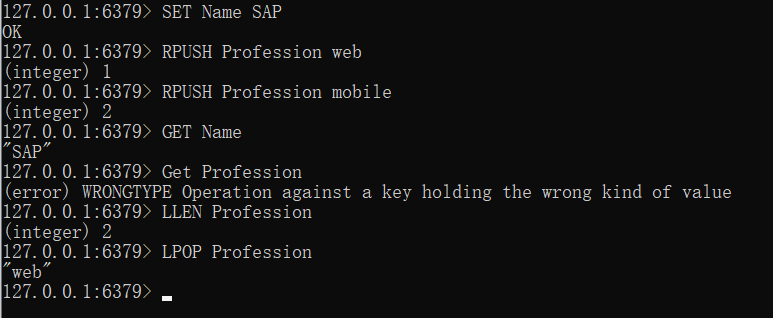 127.0.0.1:6379> SET Name SAP
OK
127.0.0.1:6379> RPUSH Profession web
(integer) 1
127.0.0.1:6379> RPUSH Profession mobile
(integer) 2
127.0.0.1:6379> GET Name
"SAP"
127.0.0.1:6379> Get Profession
(error) WRONGTYPE Operation against a key holding the wrong kind of value
127.0.0.1:6379> LLEN Profession
(integer) 2
127.0.0.1:6379> LPOP Profession
"web"
127.0.0.1:6379>